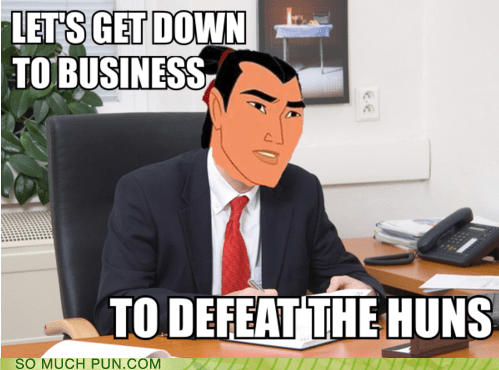 LET'S GET DOWN
TO BUSINESS
TO DEFEAT THE HUNS
SO MUCH PUN.COM